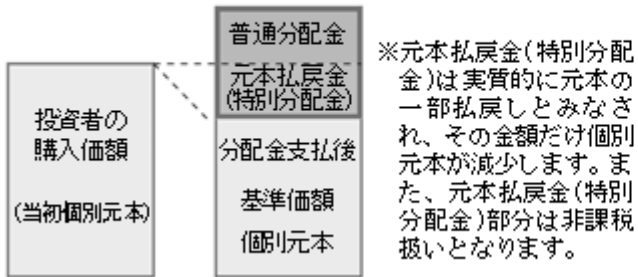 投資者の
購入価額
(当初個別元本)
普通分配金
元本払戻金
(特別分配金)
分配金支払後
基準価額
個別元本
※元本払戻金(特別分配
金)は実質的に元本の
一部払戻しとみなさ
れ、その金額だけ個別
元本が減少します。ま
た、元本払戻金(特別
分配金)部分は非課税
扱いとなります。